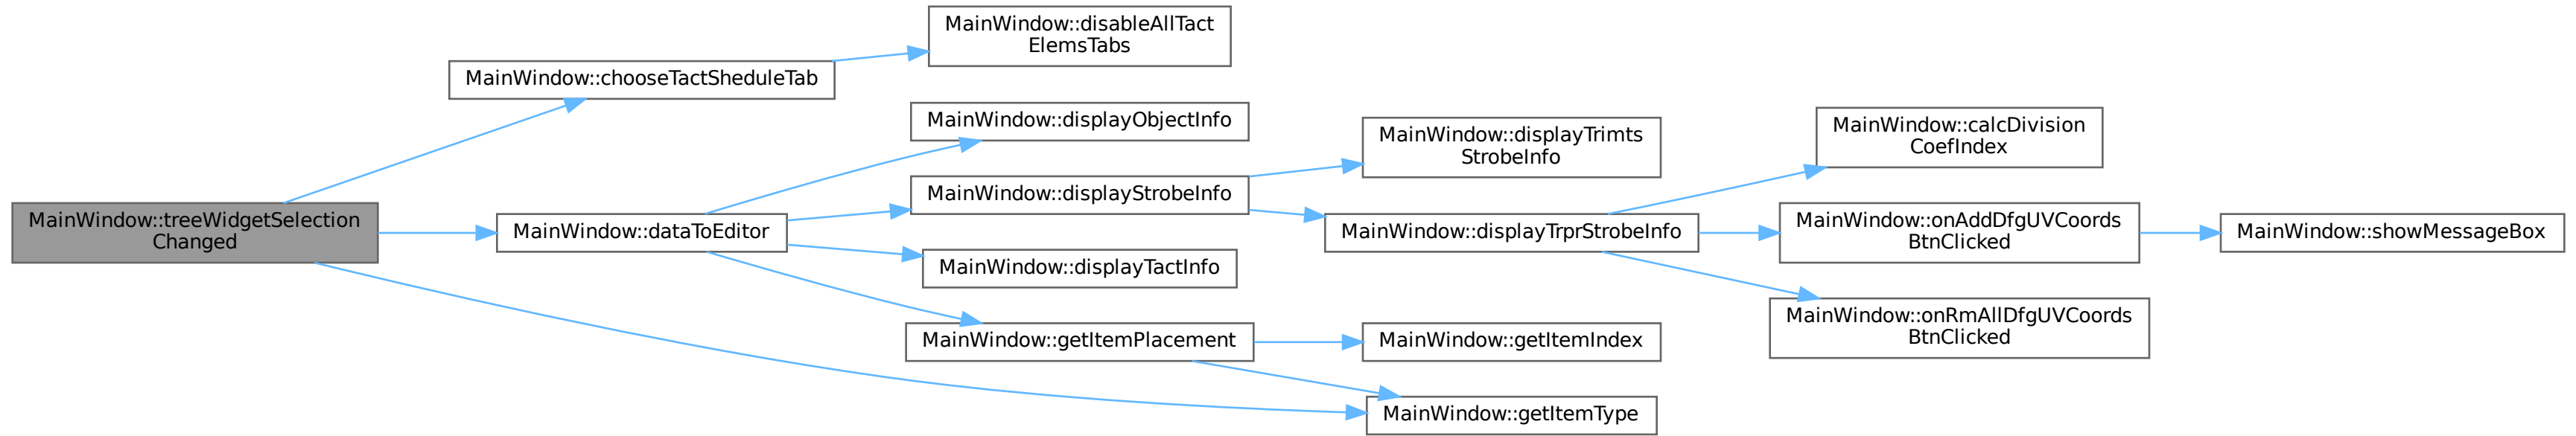 MainWindow::treeWidgetSelection
Changed
MainWindow::chooseTactSheduleTab
MainWindow::disableAllTact
ElemsTabs
MainWindow::dataToEditor
MainWindow::displayObjectInfo
MainWindow::displayStrobeInfo
MainWindow::displayTrimts
StrobeInfo
MainWindow::displayTrprStrobeInfo
MainWindow::calcDivision
CoefIndex
MainWindow::onAddDfgUVCoords
BtnClicked
MainWindow::showMessageBox
MainWindow::onRmAllDfgUVCoords
BtnClicked
MainWindow::displayTactInfo
MainWindow::getItemPlacement
MainWindow::getItemIndex
MainWindow::getItemType